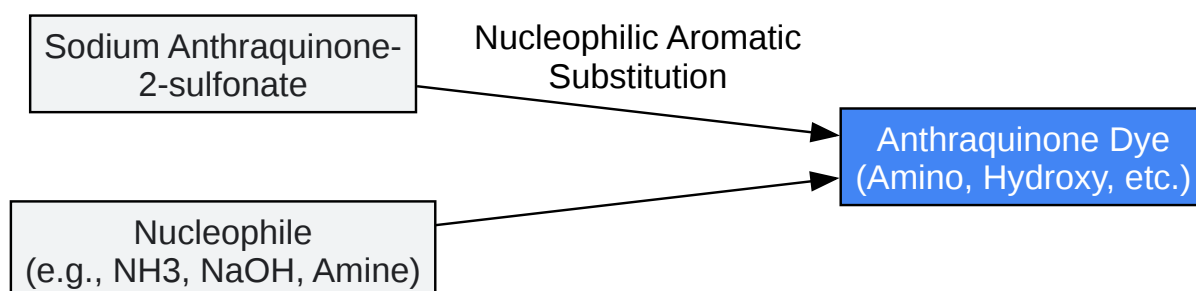 Sodium Anthraquinone-
2-sulfonate
Nucleophilic Aromatic
Substitution
Anthraquinone Dye
(Amino, Hydroxy, etc.)
Nucleophile
(e.g., NH3, NaOH, Amine)